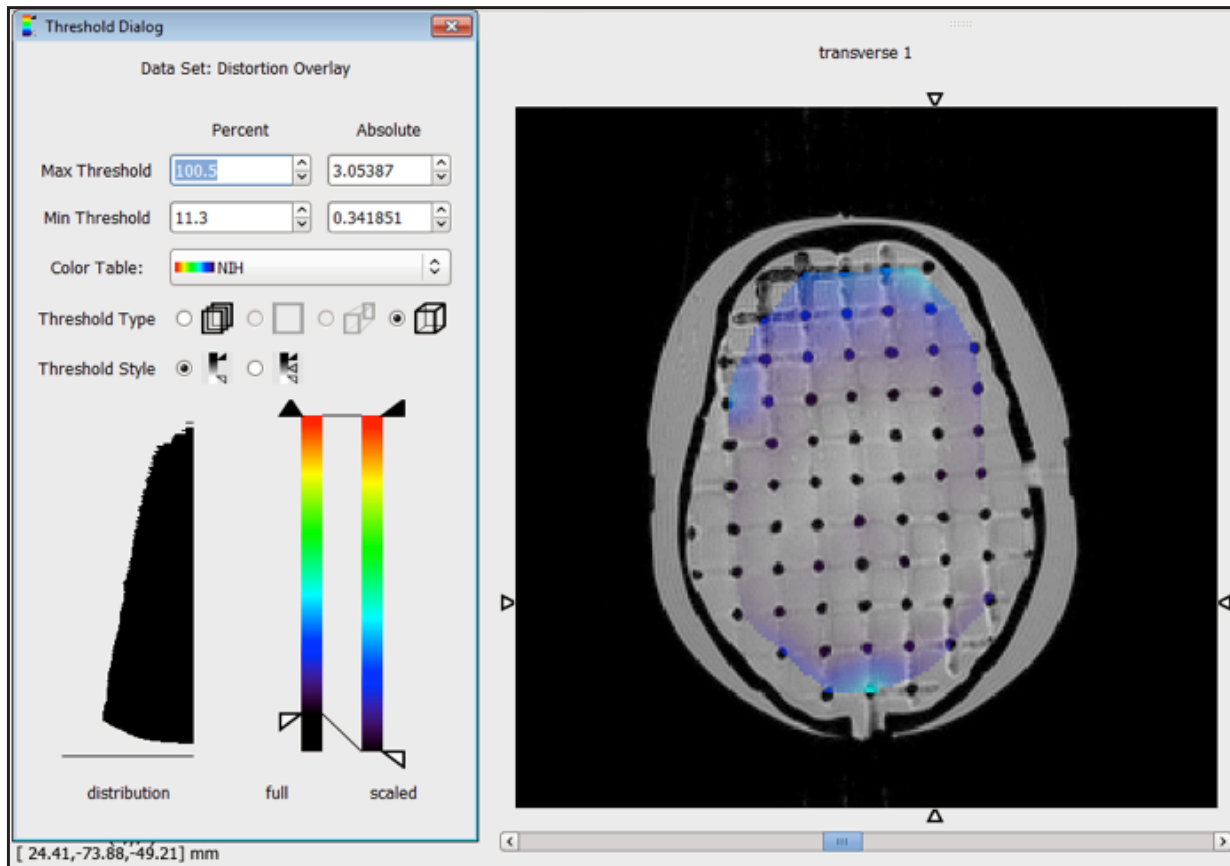 Threshold Dialog
Data Set: Distortion Overlay
Percent Absolute
Max Threshold 100.5 3.05387
Min Threshold 11.3 0.341851
Color Table: NIH
Threshold Type
Threshold Style
distribution full scaled
[ 24.41,-73.88,-49.21] mm
transverse 1